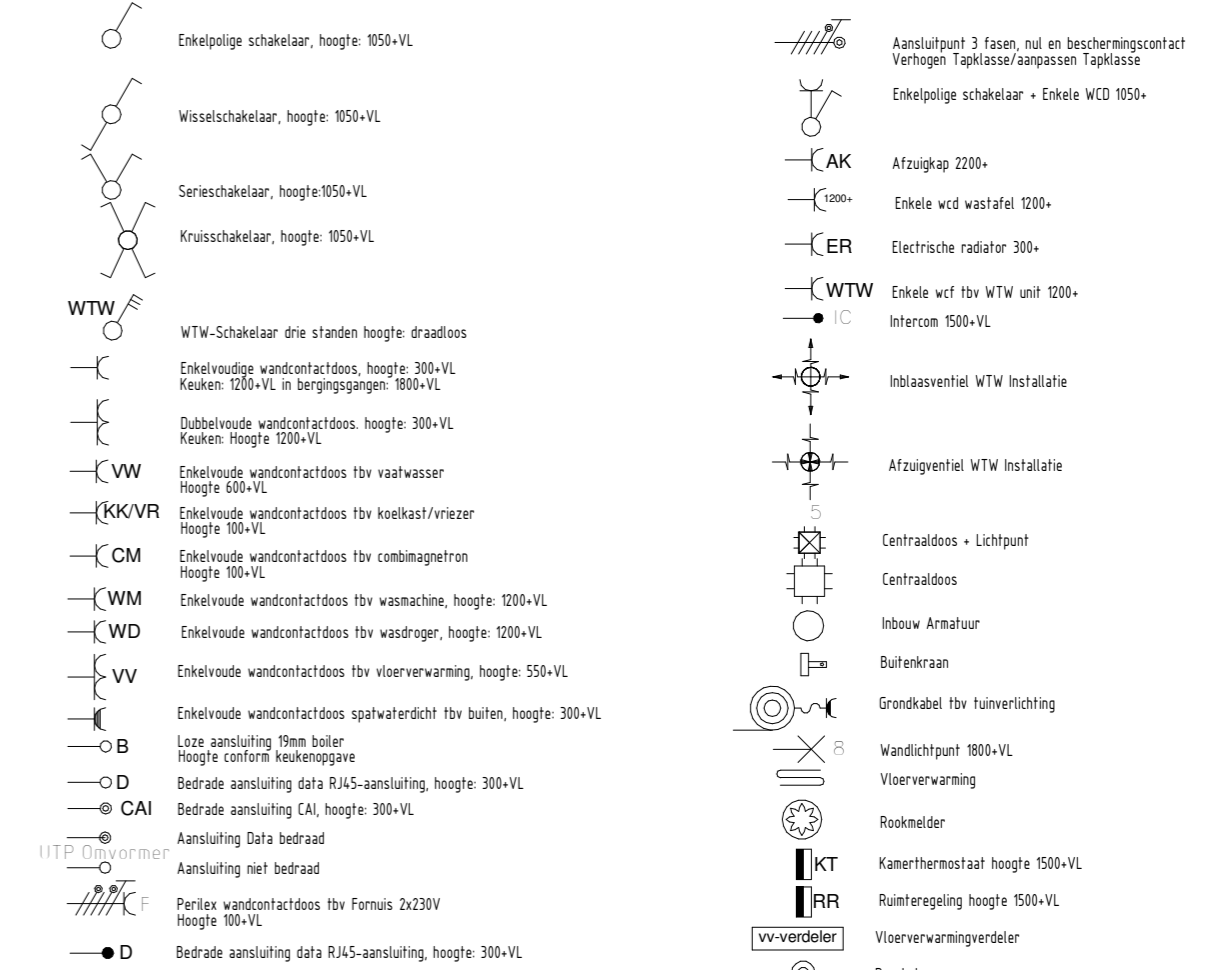 Enkelpolige schakelaar, hoogte: 1050+VL
Wisselschakelaar, hoogte: 1050+VL
Serieschakelaar, hoogte:1050+VL
Kruisschakelaar, hoogte: 1050+VL
WTW
WTW-Schakelaar drie standen hoogte: draadloos
Enkelvoudige wandcontactdoos, hoogte: 300+VL
Keuken: 1200+VL in bergingsgangen: 1800+VL
Dubbelvoude wandcontactdoos. hoogte: 300+VL
Keuken: Hoogte 1200+VL
VW Enkelvoude wandcontactdoos tbv vaatwasser
Hoogte 600+VL
KK/VR Enkelvoude wandcontactdoos tbv koelkast/vriezer
Hoogte 100+VL
CM Enkelvoude wandcontactdoos tbv combimagnetron
Hoogte 100+VL
WM Enkelvoude wandcontactdoos tbv wasmachine, hoogte: 1200+VL
WD Enkelvoude wandcontactdoos tbv wasdroger, hoogte: 1200+VL
VV Enkelvoude wandcontactdoos tbv vloerverwarming, hoogte: 550+VL
Enkelvoude wandcontactdoos spatwaterdicht tbv buiten, hoogte: 300+VL
B Loze aansluiting 19mm boiler
Hoogte conform keukenopgave
D Bedrade aansluiting data RJ45-aansluiting, hoogte: 300+VL
CAI Bedrade aansluiting CAI, hoogte: 300+VL
Aansluiting Data bedraad
UTP Omvormer
Aansluiting niet bedraad
F Perilex wandcontactdoos tbv Fornuis 2x230V
Hoogte 100+VL
D Bedrade aansluiting data RJ45-aansluiting, hoogte: 300+VL
Aansluitpunt 3 fasen, nul en beschermingscontact
Verhogen Tapklasse/aanpassen Tapklasse
Enkelpolige schakelaar + Enkele WCD 1050+
AK Afzuigkap 2200+
1200+ Enkele wcd wastafel 1200+
ER Electrische radiator 300+
WTW Enkele wcf tbv WTW unit 1200+
IC Intercom 1500+VL
Inblaasventiel WTW Installatie
Afzuigventiel WTW Installatie
5
Centraaldoos + Lichtpunt
Centraaldoos
Inbouw Armatuur
Buitenkraan
Grondkabel tbv tuinverlichting
8 Wandlichtpunt 1800+VL
Vloerverwarming
Rookmelder
KT Kamerthermostaat hoogte 1500+VL
RR Ruimteregeling hoogte 1500+VL
vv-verdeler Vloerverwarmingverdeler